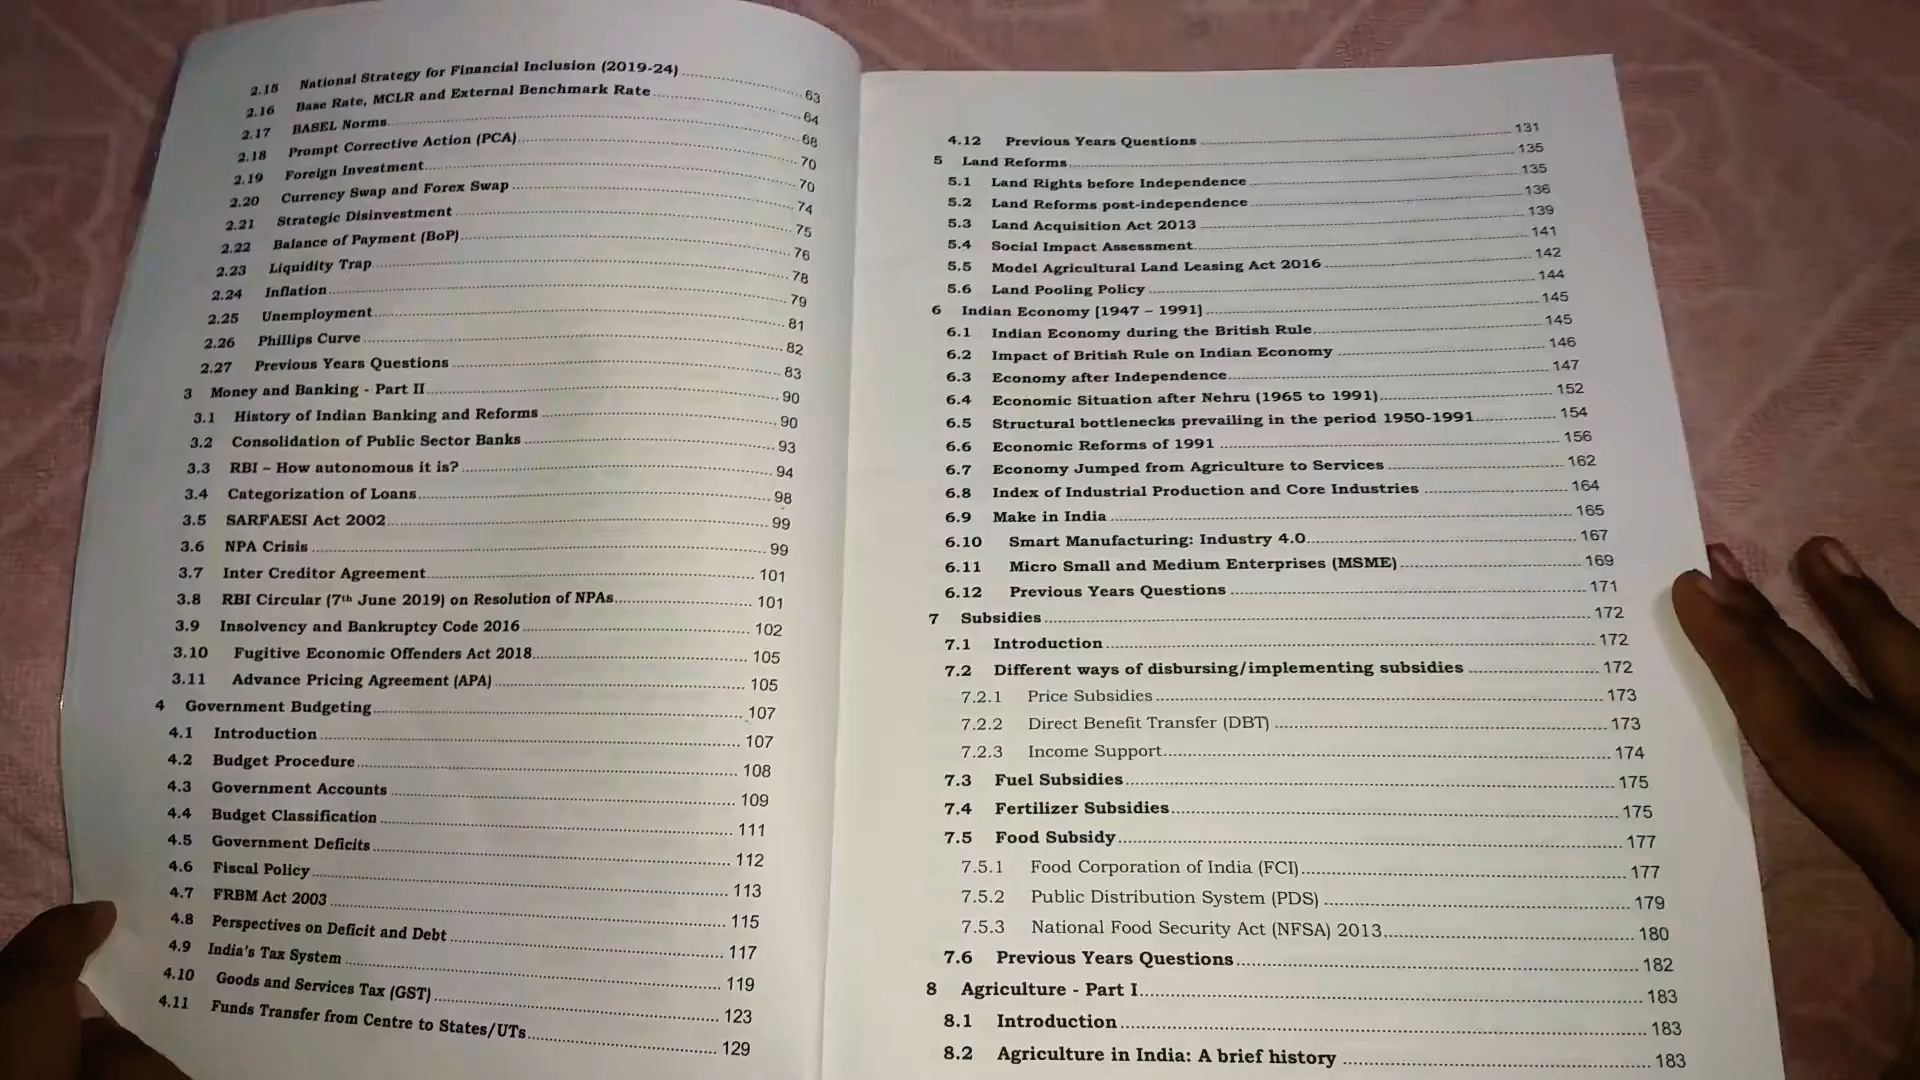 2.15 National Strategy for Financial Inclusion (2019-24) 63
2.16 Base Rate, MCLR and External Benchmark Rate 64
2.17 BASEL Norms 68
2.18 Prompt Corrective Action (PCA) 70
2.19 Foreign Investment 70
2.20 Currency Swap and Forex Swap 74
2.21 Strategic Disinvestment 75
2.22 Balance of Payment (BoP) 76
2.23 Liquidity Trap 78
2.24 Inflation 79
2.25 Unemployment 81
2.26 Phillips Curve 82
2.27 Previous Years Questions 83
3 Money and Banking - Part II 90
3.1 History of Indian Banking and Reforms 90
3.2 Consolidation of Public Sector Banks 93
3.3 RBI – How autonomous it is? 94
3.4 Categorization of Loans 98
3.5 SARFAESI Act 2002 99
3.6 NPA Crisis 99
3.7 Inter Creditor Agreement 101
3.8 RBI Circular (7th June 2019) on Resolution of NPAs 101
3.9 Insolvency and Bankruptcy Code 2016 102
3.10 Fugitive Economic Offenders Act 2018 105
3.11 Advance Pricing Agreement (APA) 105
4 Government Budgeting 107
4.1 Introduction 107
4.2 Budget Procedure 108
4.3 Government Accounts 109
4.4 Budget Classification 111
4.5 Government Deficits 112
4.6 Fiscal Policy 113
4.7 FRBM Act 2003 115
4.8 Perspectives on Deficit and Debt 117
4.9 India's Tax System 119
4.10 Goods and Services Tax (GST) 123
4.11 Funds Transfer from Centre to States/UTs 129
4.12 Previous Years Questions 131
5 Land Reforms 135
5.1 Land Rights before Independence 135
5.2 Land Reforms post-independence 136
5.3 Land Acquisition Act 2013 139
5.4 Social Impact Assessment 141
5.5 Model Agricultural Land Leasing Act 2016 142
5.6 Land Pooling Policy 144
6 Indian Economy [1947 – 1991] 145
6.1 Indian Economy during the British Rule 145
6.2 Impact of British Rule on Indian Economy 146
6.3 Economy after Independence 147
6.4 Economic Situation after Nehru (1965 to 1991) 152
6.5 Structural bottlenecks prevailing in the period 1950-1991 154
6.6 Economic Reforms of 1991 156
6.7 Economy Jumped from Agriculture to Services 162
6.8 Index of Industrial Production and Core Industries 164
6.9 Make in India 165
6.10 Smart Manufacturing: Industry 4.0 167
6.11 Micro Small and Medium Enterprises (MSME) 169
6.12 Previous Years Questions 171
7 Subsidies 172
7.1 Introduction 172
7.2 Different ways of disbursing/implementing subsidies 172
7.2.1 Price Subsidies 173
7.2.2 Direct Benefit Transfer (DBT) 173
7.2.3 Income Support 174
7.3 Fuel Subsidies 175
7.4 Fertilizer Subsidies 175
7.5 Food Subsidy 177
7.5.1 Food Corporation of India (FCI) 177
7.5.2 Public Distribution System (PDS) 179
7.5.3 National Food Security Act (NFSA) 2013 180
7.6 Previous Years Questions 182
8 Agriculture - Part I 183
8.1 Introduction 183
8.2 Agriculture in India: A brief history 183